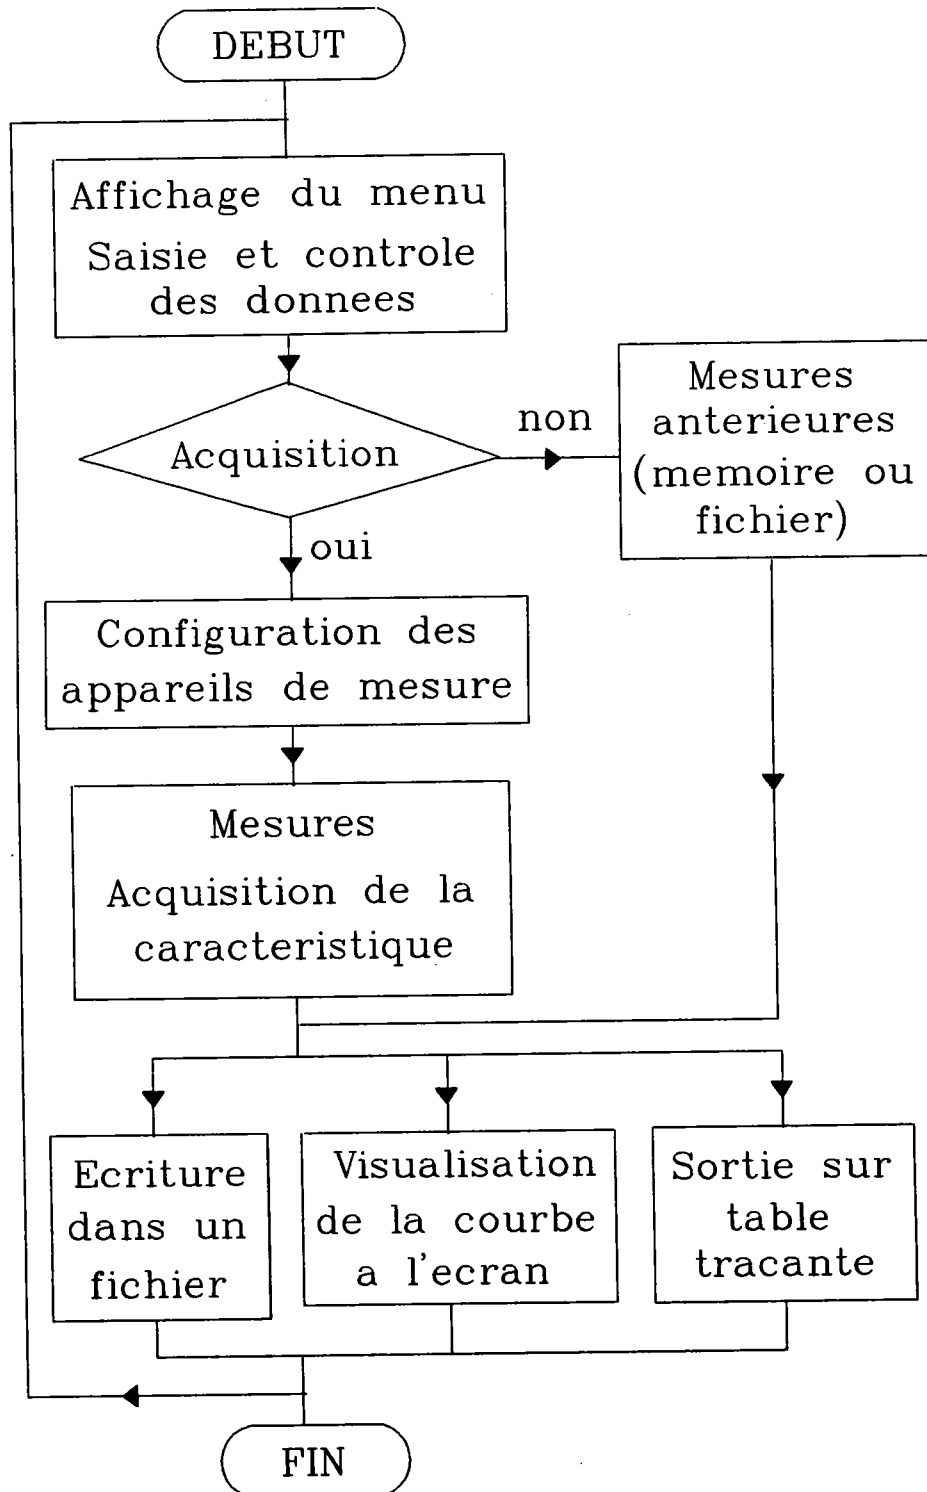 DEBUT
Affichage du menu
Saisie et controle
des donnees
Acquisition
non
Mesures
anterieures
(memoire ou
fichier)
oui
Configuration des
appareils de mesure
Mesures
Acquisition de la
caracteristique
Ecriture
dans un
fichier
Visualisation
de la courbe
a l'ecran
Sortie sur
table
tracante
FIN